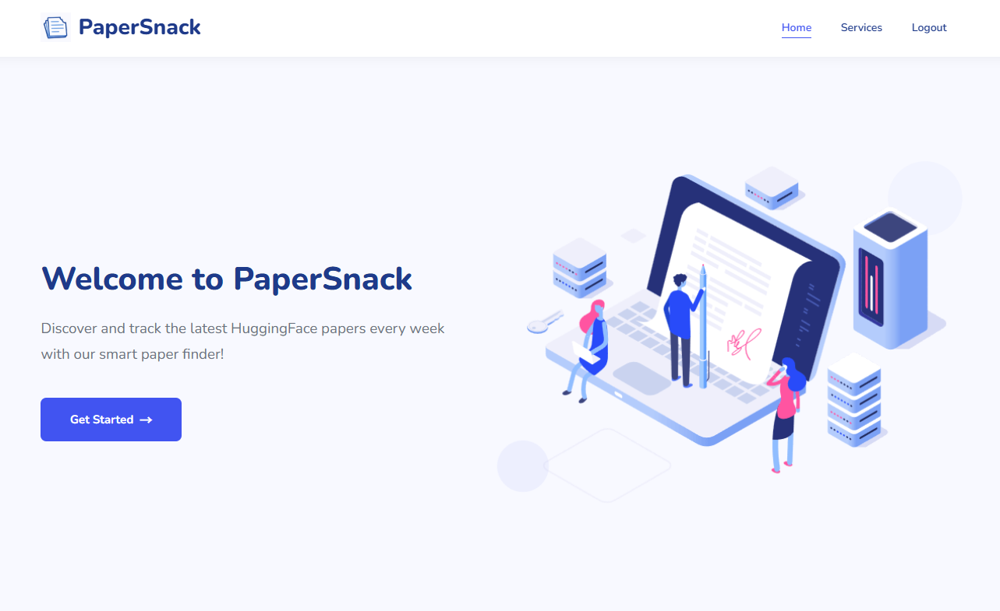 PaperSnack
Home
Services
Logout
Welcome to PaperSnack
Discover and track the latest HuggingFace papers every week
with our smart paper finder!
Get Started →